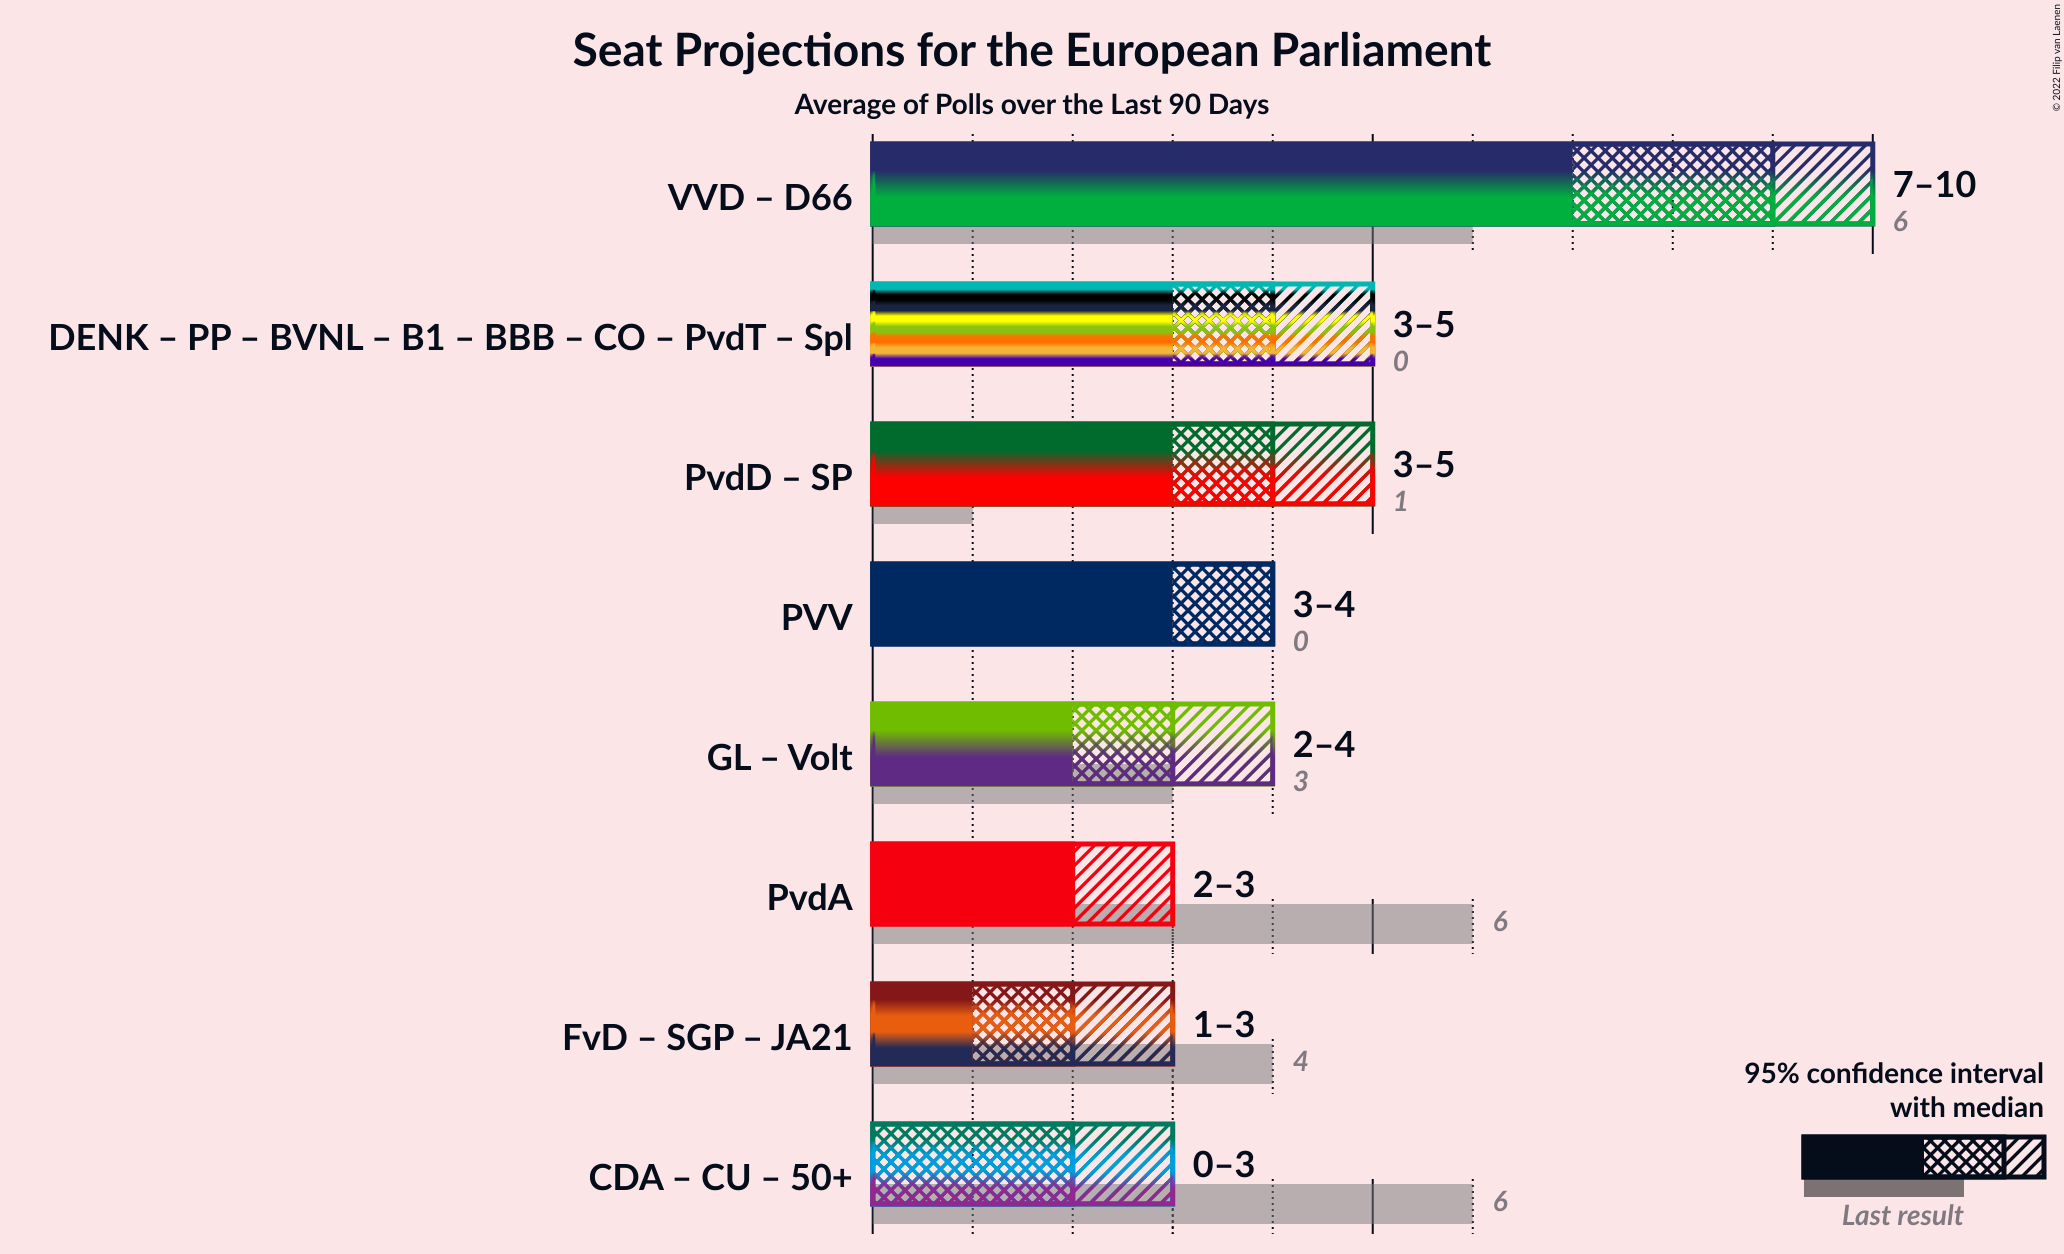 Seat Projections for the European Parliament
Average of Polls over the Last 90 Days
© 2022 Filip van Laenen
VVD – D66
7–10
6
DENK – PP – BVNL – B1 – BBB – CO – PvdT – Spl
3–5
0
PvdD – SP
3–5
1
PVV
3–4
0
GL – Volt
2–4
3
PvdA
2–3
6
FvD – SGP – JA21
1–3
4
CDA – CU – 50+
0–3
6
95% confidence interval
with median
Last result